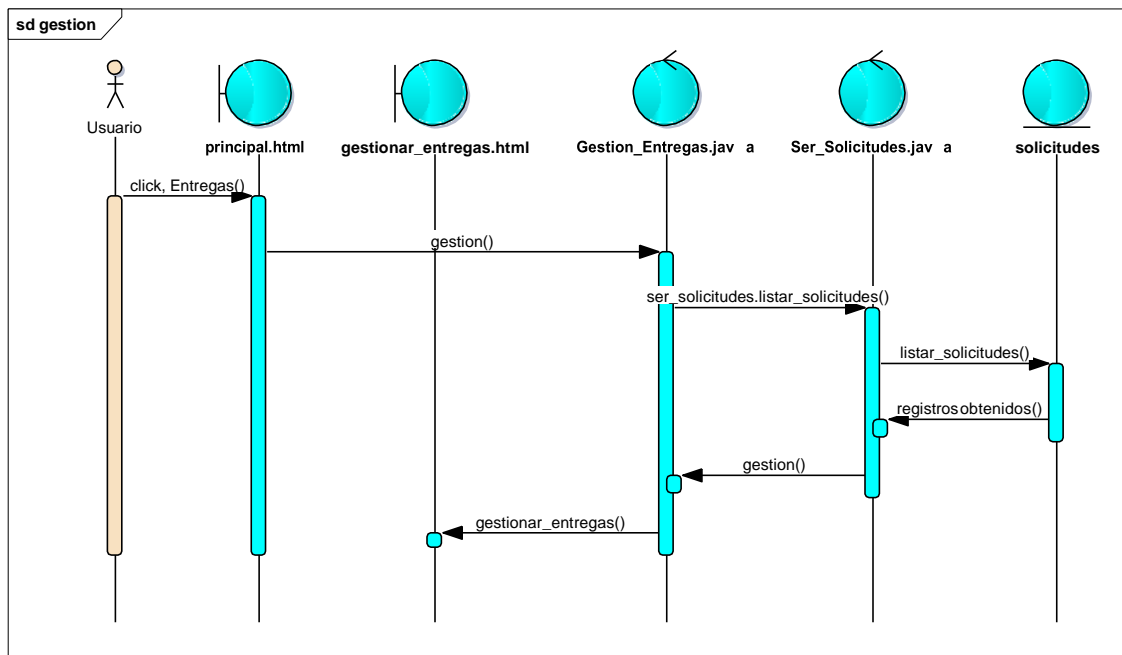 sd gestion
Usuario
principal.html
gestionar_entregas.html
Gestion_Entregas.jav a
Ser_Solicitudes.jav a
solicitudes
click, Entregas()
gestion()
ser_solicitudes.listar_solicitudes()
listar_solicitudes()
registros obtenidos()
gestion()
gestionar_entregas()